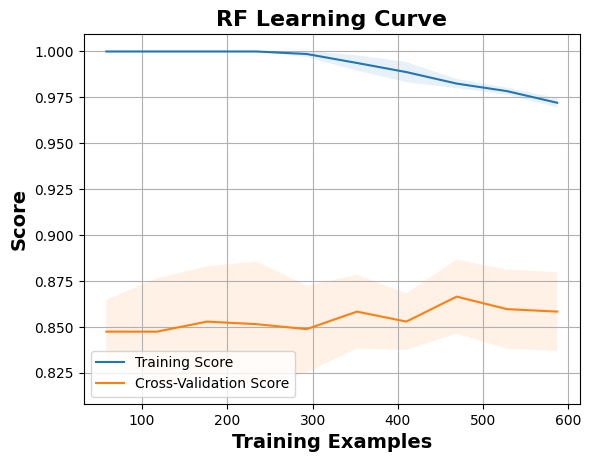 RF Learning Curve
Score
1.000
0.975
0.950
0.925
0.900
0.875
0.850
0.825
Training Score
Cross-Validation Score
100 200 300 400 500 600
Training Examples